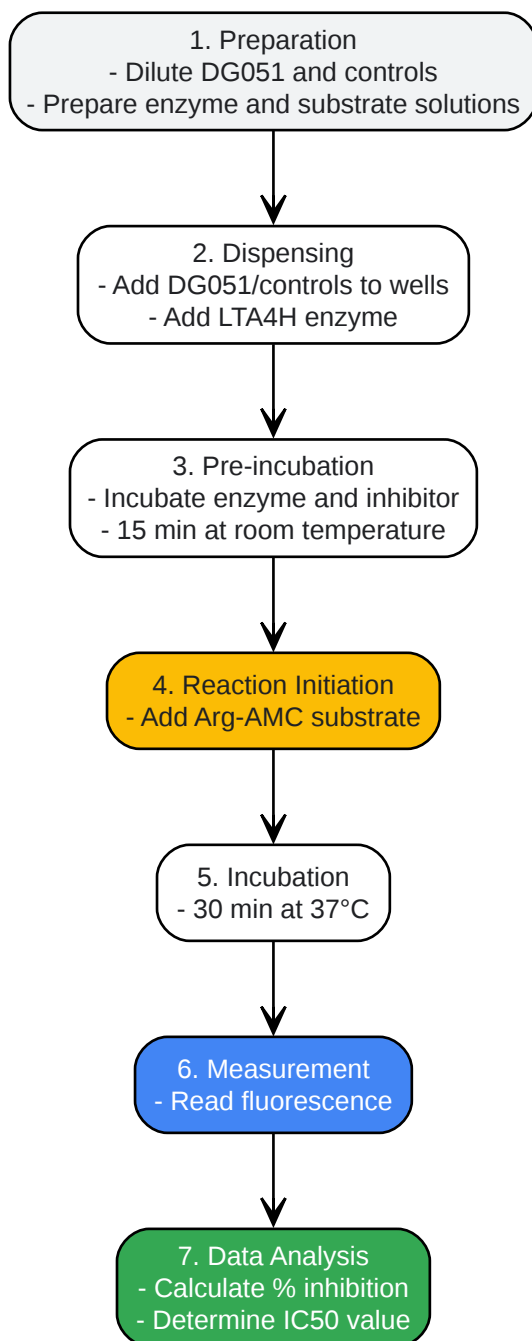 1. Preparation
- Dilute DG051 and controls
- Prepare enzyme and substrate solutions
2. Dispensing
- Add DG051/controls to wells
- Add LTA4H enzyme
3. Pre-incubation
- Incubate enzyme and inhibitor
- 15 min at room temperature
4. Reaction Initiation
- Add Arg-AMC substrate
5. Incubation
- 30 min at 37°C
6. Measurement
- Read fluorescence
7. Data Analysis
- Calculate % inhibition
- Determine IC50 value